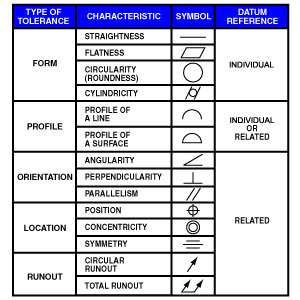 TYPE OF
TOLERANCE
CHARACTERISTIC
SYMBOL
DATUM
REFERENCE
FORM
STRAIGHTNESS
FLATNESS
CIRCULARITY
(ROUNDNESS)
CYLINDRICITY
INDIVIDUAL
PROFILE
PROFILE OF
A LINE
PROFILE OF
A SURFACE
INDIVIDUAL
OR
RELATED
ORIENTATION
ANGULARITY
PERPENDICULARITY
PARALLELISM
LOCATION
POSITION
CONCENTRICITY
SYMMETRY
RUNOUT
CIRCULAR
RUNOUT
TOTAL RUNOUT
RELATED